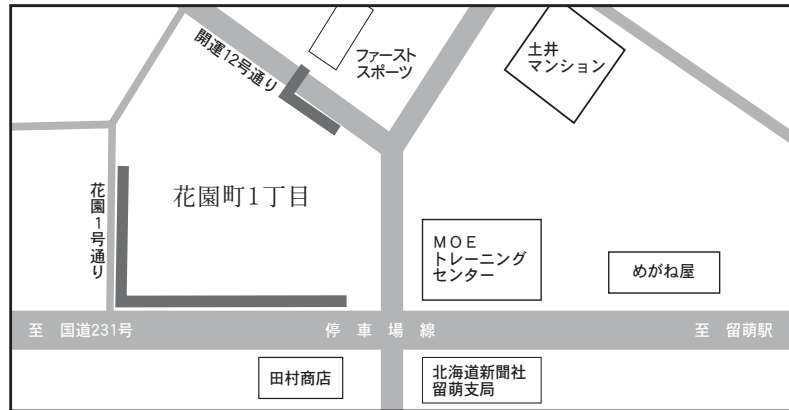 開運12号通り
ファースト
スポーツ
土井
マンション
花園1号通り
花園町1丁目
MOE
トレーニング
センター
めがね屋
至 国道231号
停車場線
至 留萌駅
田村商店
北海道新聞社
留萌支局